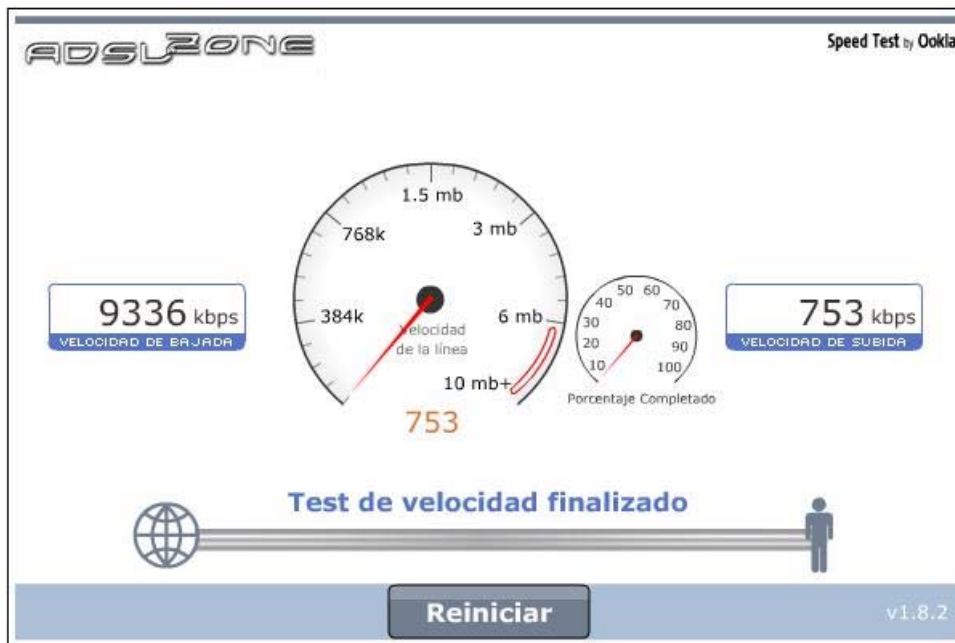 ADSLZONE
Speed Test by Ookla
1.5 mb
768k
3 mb
384k
6 mb
10 mb+
Velocidad
de la línea
753
9336 kbps
VELOCIDAD DE BAJADA
10 20 30 40 50 60 70 80 90 100
Porcentaje Completado
753 kbps
VELOCIDAD DE SUBIDA
Test de velocidad finalizado
Reiniciar
v1.8.2